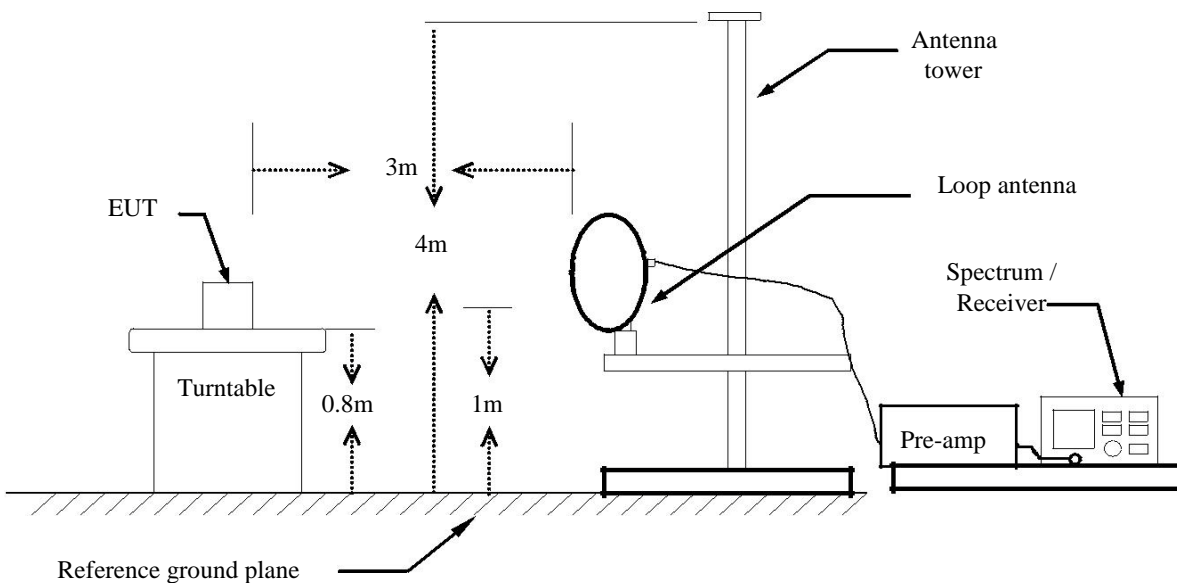 Antenna
tower
3m
Loop antenna
EUT
4m
Spectrum /
Receiver
Turntable
0.8m
1m
Pre-amp
Reference ground plane